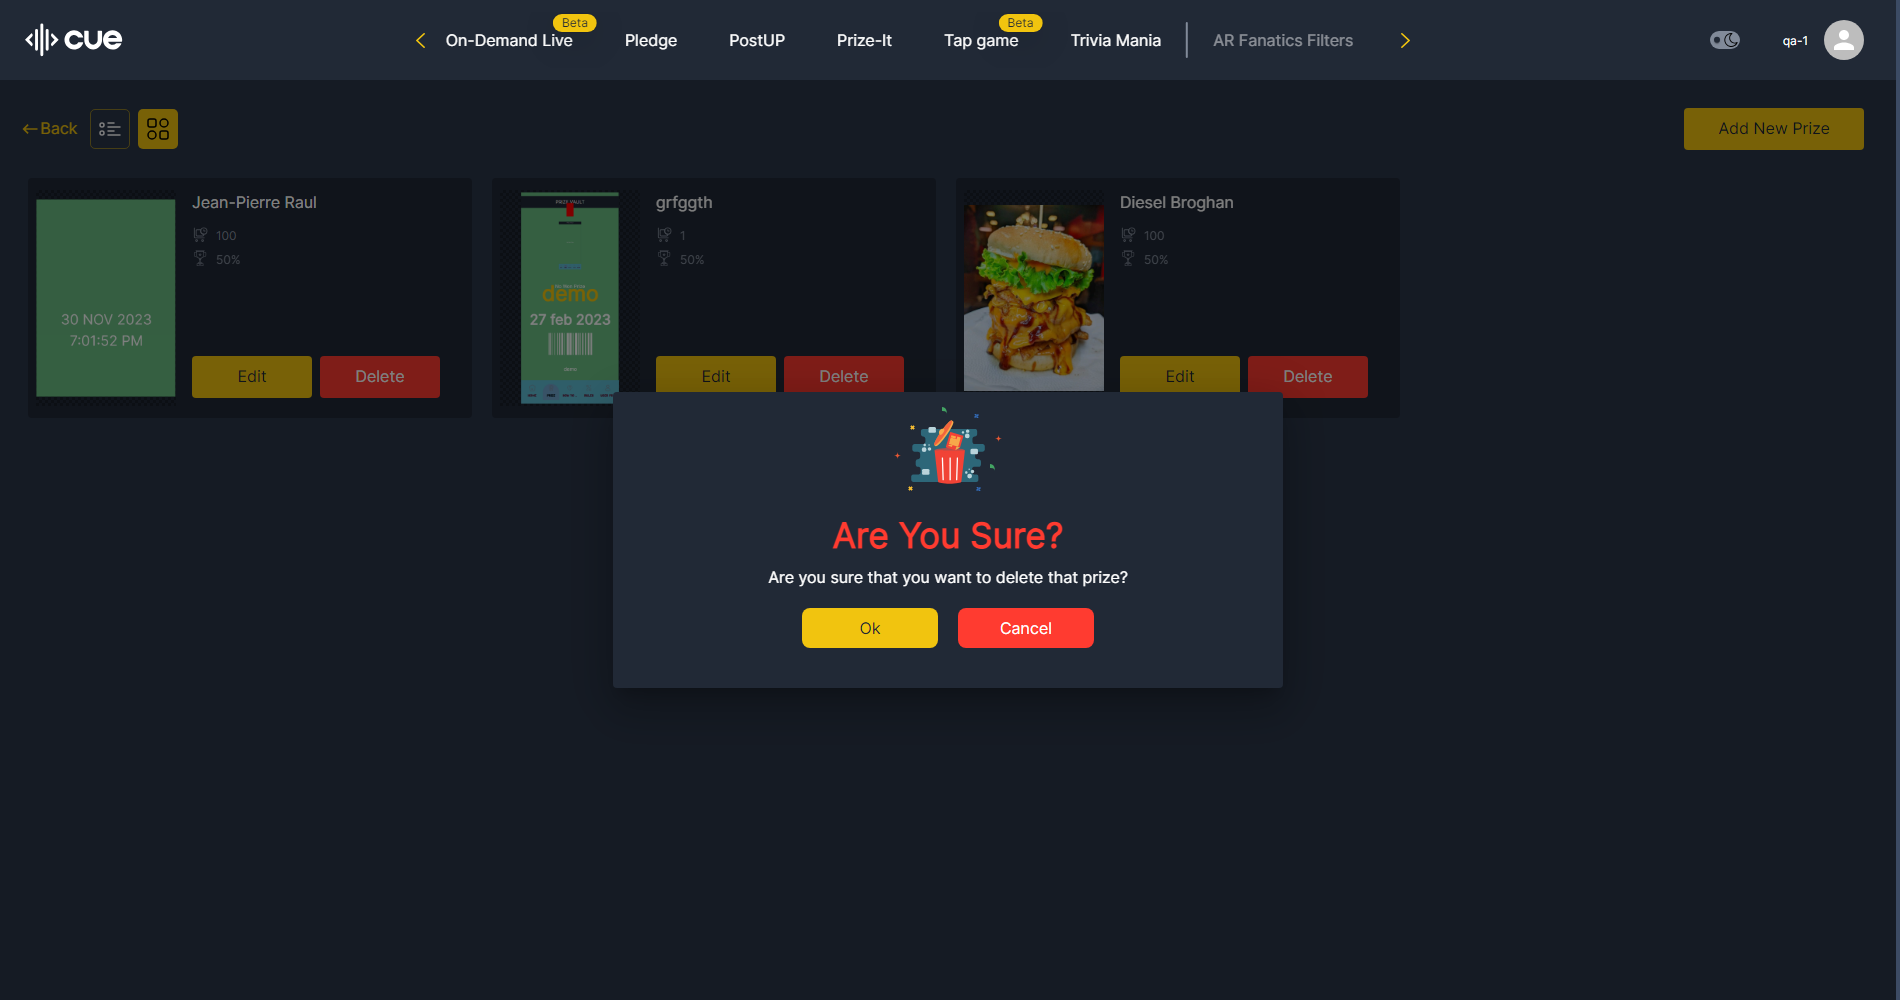 cue
Beta
On-Demand Live
Pledge
PostUP
Prize-It
Beta
Tap game
Trivia Mania
AR Fanatics Filters
qa-1
Back
Add New Prize
Jean-Pierre Raul
100
50%
30 NOV 2023
7:01:52 PM
Edit
Delete
grfggth
1
50%
PRIZE VAULT
demo
27 feb 2023
demo
Edit
Delete
Diesel Broghan
100
50%
Edit
Delete
Are You Sure?
Are you sure that you want to delete that prize?
Ok
Cancel